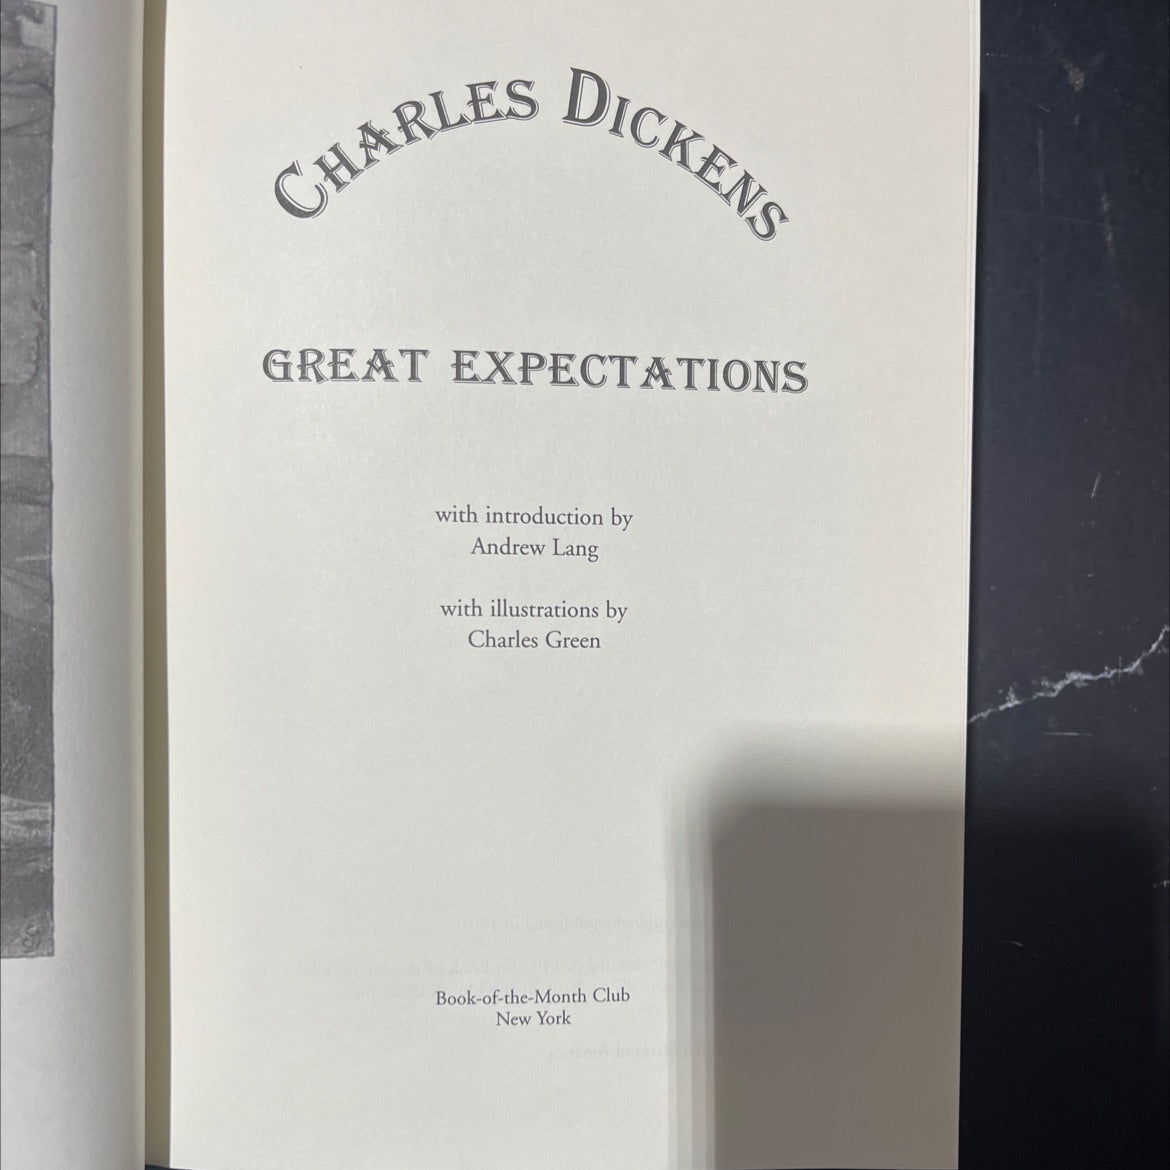 CHARLES DICKENS
GREAT EXPECTATIONS
with introduction by
Andrew Lang
with illustrations by
Charles Green
Book-of-the-Month Club
New York